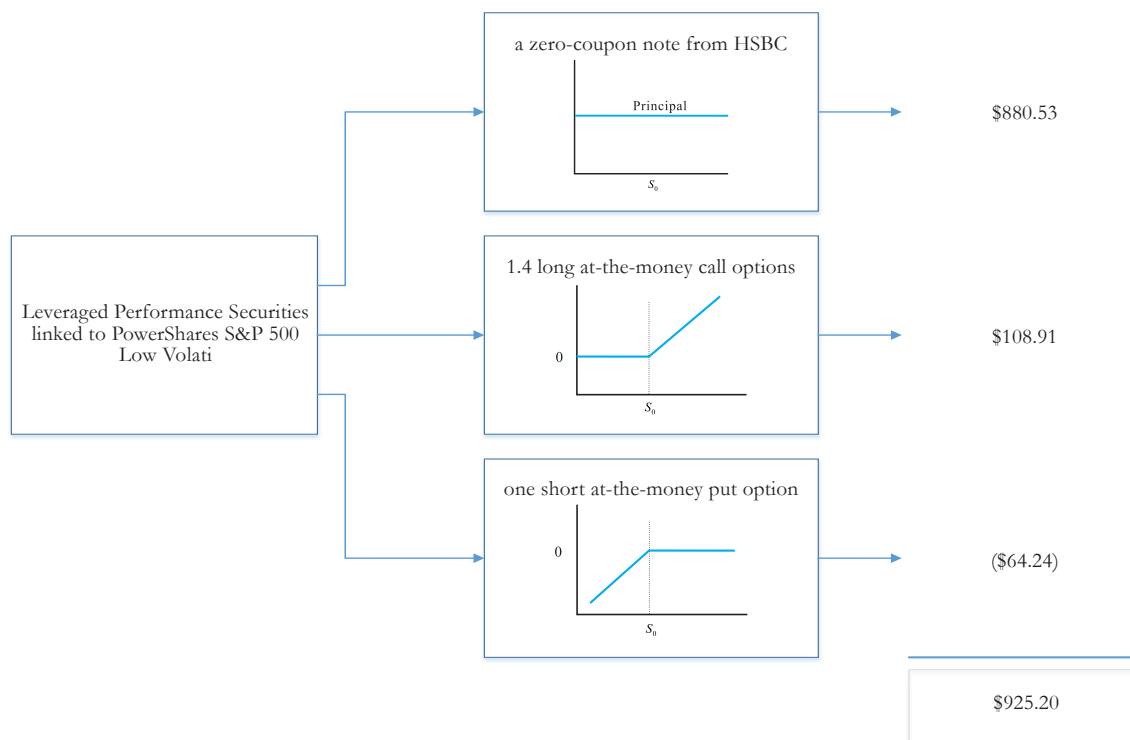 a zero-coupon note from HSBC
Principal
S₀
$880.53
Leveraged Performance Securities
linked to PowerShares S&P 500
Low Volati
1.4 long at-the-money call options
0
S₀
$108.91
one short at-the-money put option
0
S₀
($64.24)
$925.20